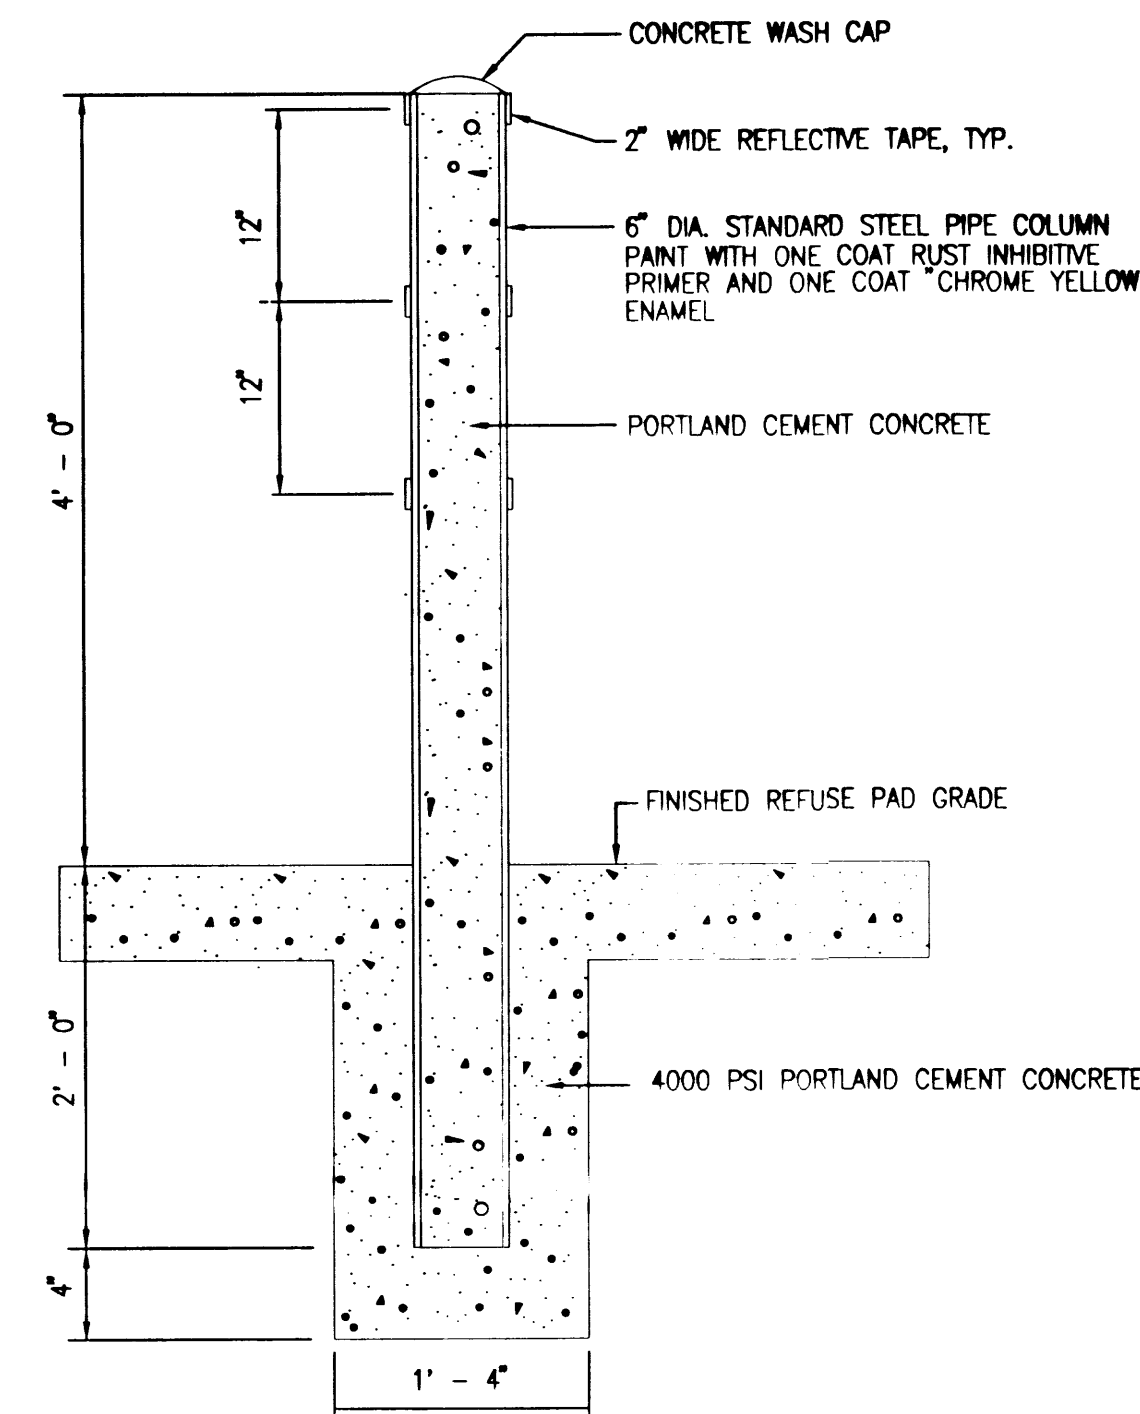 CONCRETE WASH CAP
2" WIDE REFLECTIVE TAPE, TYP.
12"
6" DIA. STANDARD STEEL PIPE COLUMN
PAINT WITH ONE COAT RUST INHIBITIVE
PRIMER AND ONE COAT "CHROME YELLOW
ENAMEL
12"
4' - 0"
PORTLAND CEMENT CONCRETE
FINISHED REFUSE PAD GRADE
2' - 0"
4000 PSI PORTLAND CEMENT CONCRETE
4"
1' - 4"